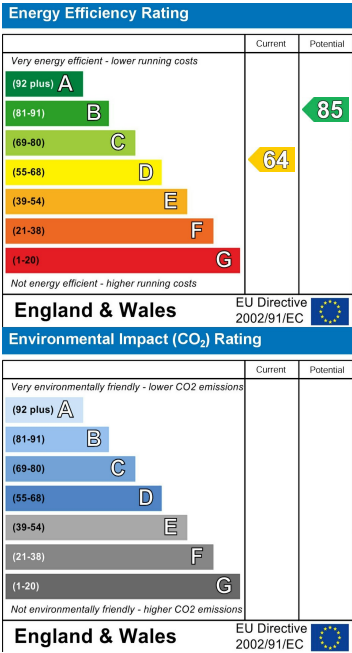 Energy Efficiency Rating
Current Potential
Very energy efficient - lower running costs
(92 plus) A
(81-91) B
85
(69-80) C
64
(55-68) D
(39-54) E
(21-38) F
(1-20) G
Not energy efficient - higher running costs
England & Wales
EU Directive
2002/91/EC
Environmental Impact (CO₂) Rating
Current Potential
Very environmentally friendly - lower CO2 emissions
(92 plus) A
(81-91) B
(69-80) C
(55-68) D
(39-54) E
(21-38) F
(1-20) G
Not environmentally friendly - higher CO2 emissions
England & Wales
EU Directive
2002/91/EC